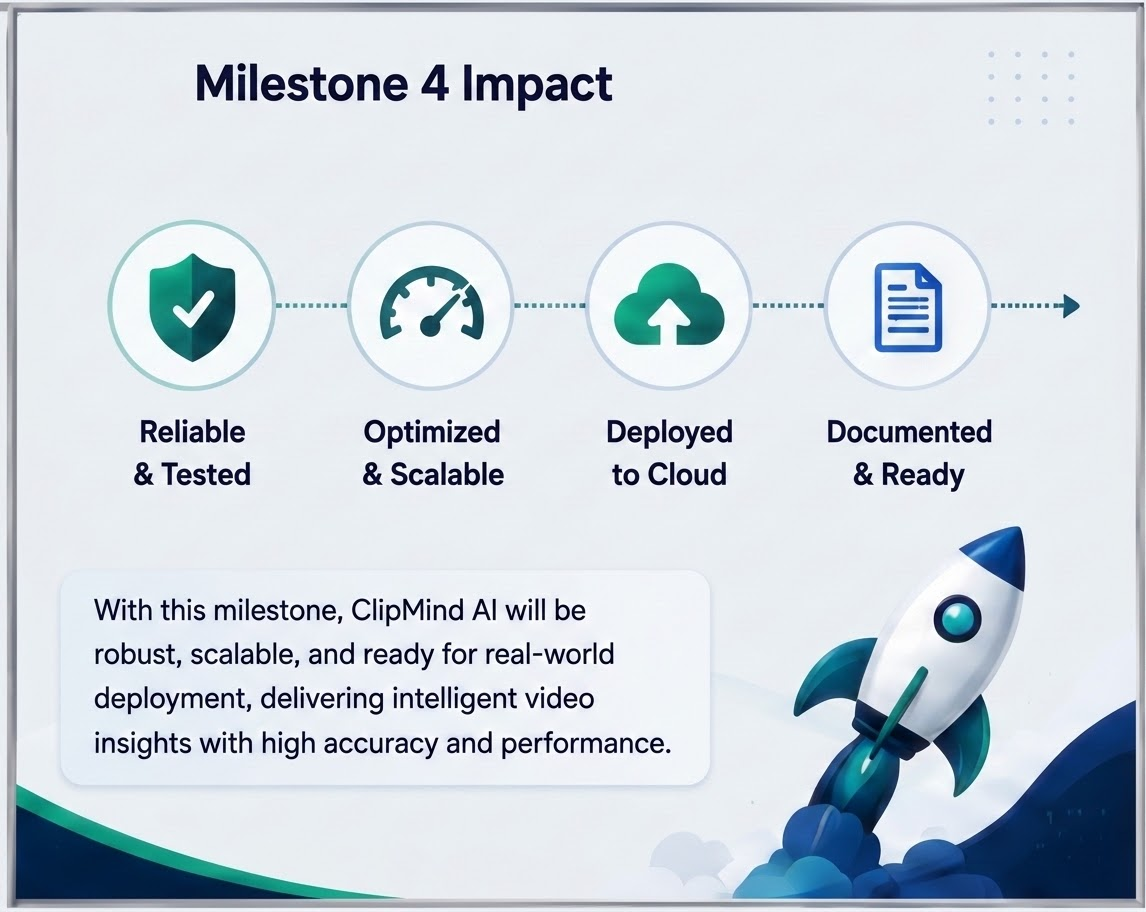 Milestone 4 Impact
Reliable
& Tested
Optimized
& Scalable
Deployed
to Cloud
Documented
& Ready
With this milestone, ClipMind AI will be
robust, scalable, and ready for real-world
deployment, delivering intelligent video
insights with high accuracy and performance.